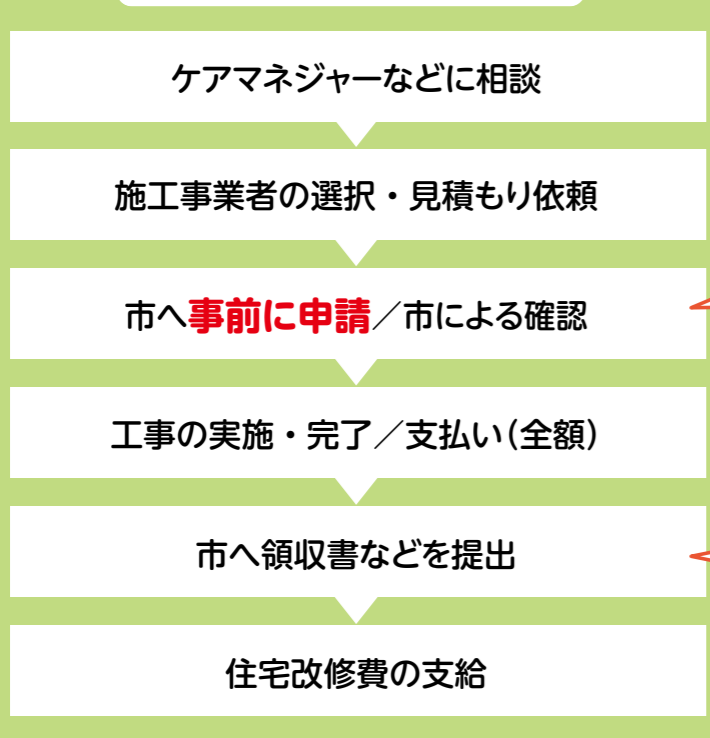 ケアマネジャーなどに相談
施工事業者の選択・見積もり依頼
市へ事前に申請／市による確認
工事の実施・完了／支払い(全額)
市へ領収書などを提出
住宅改修費の支給